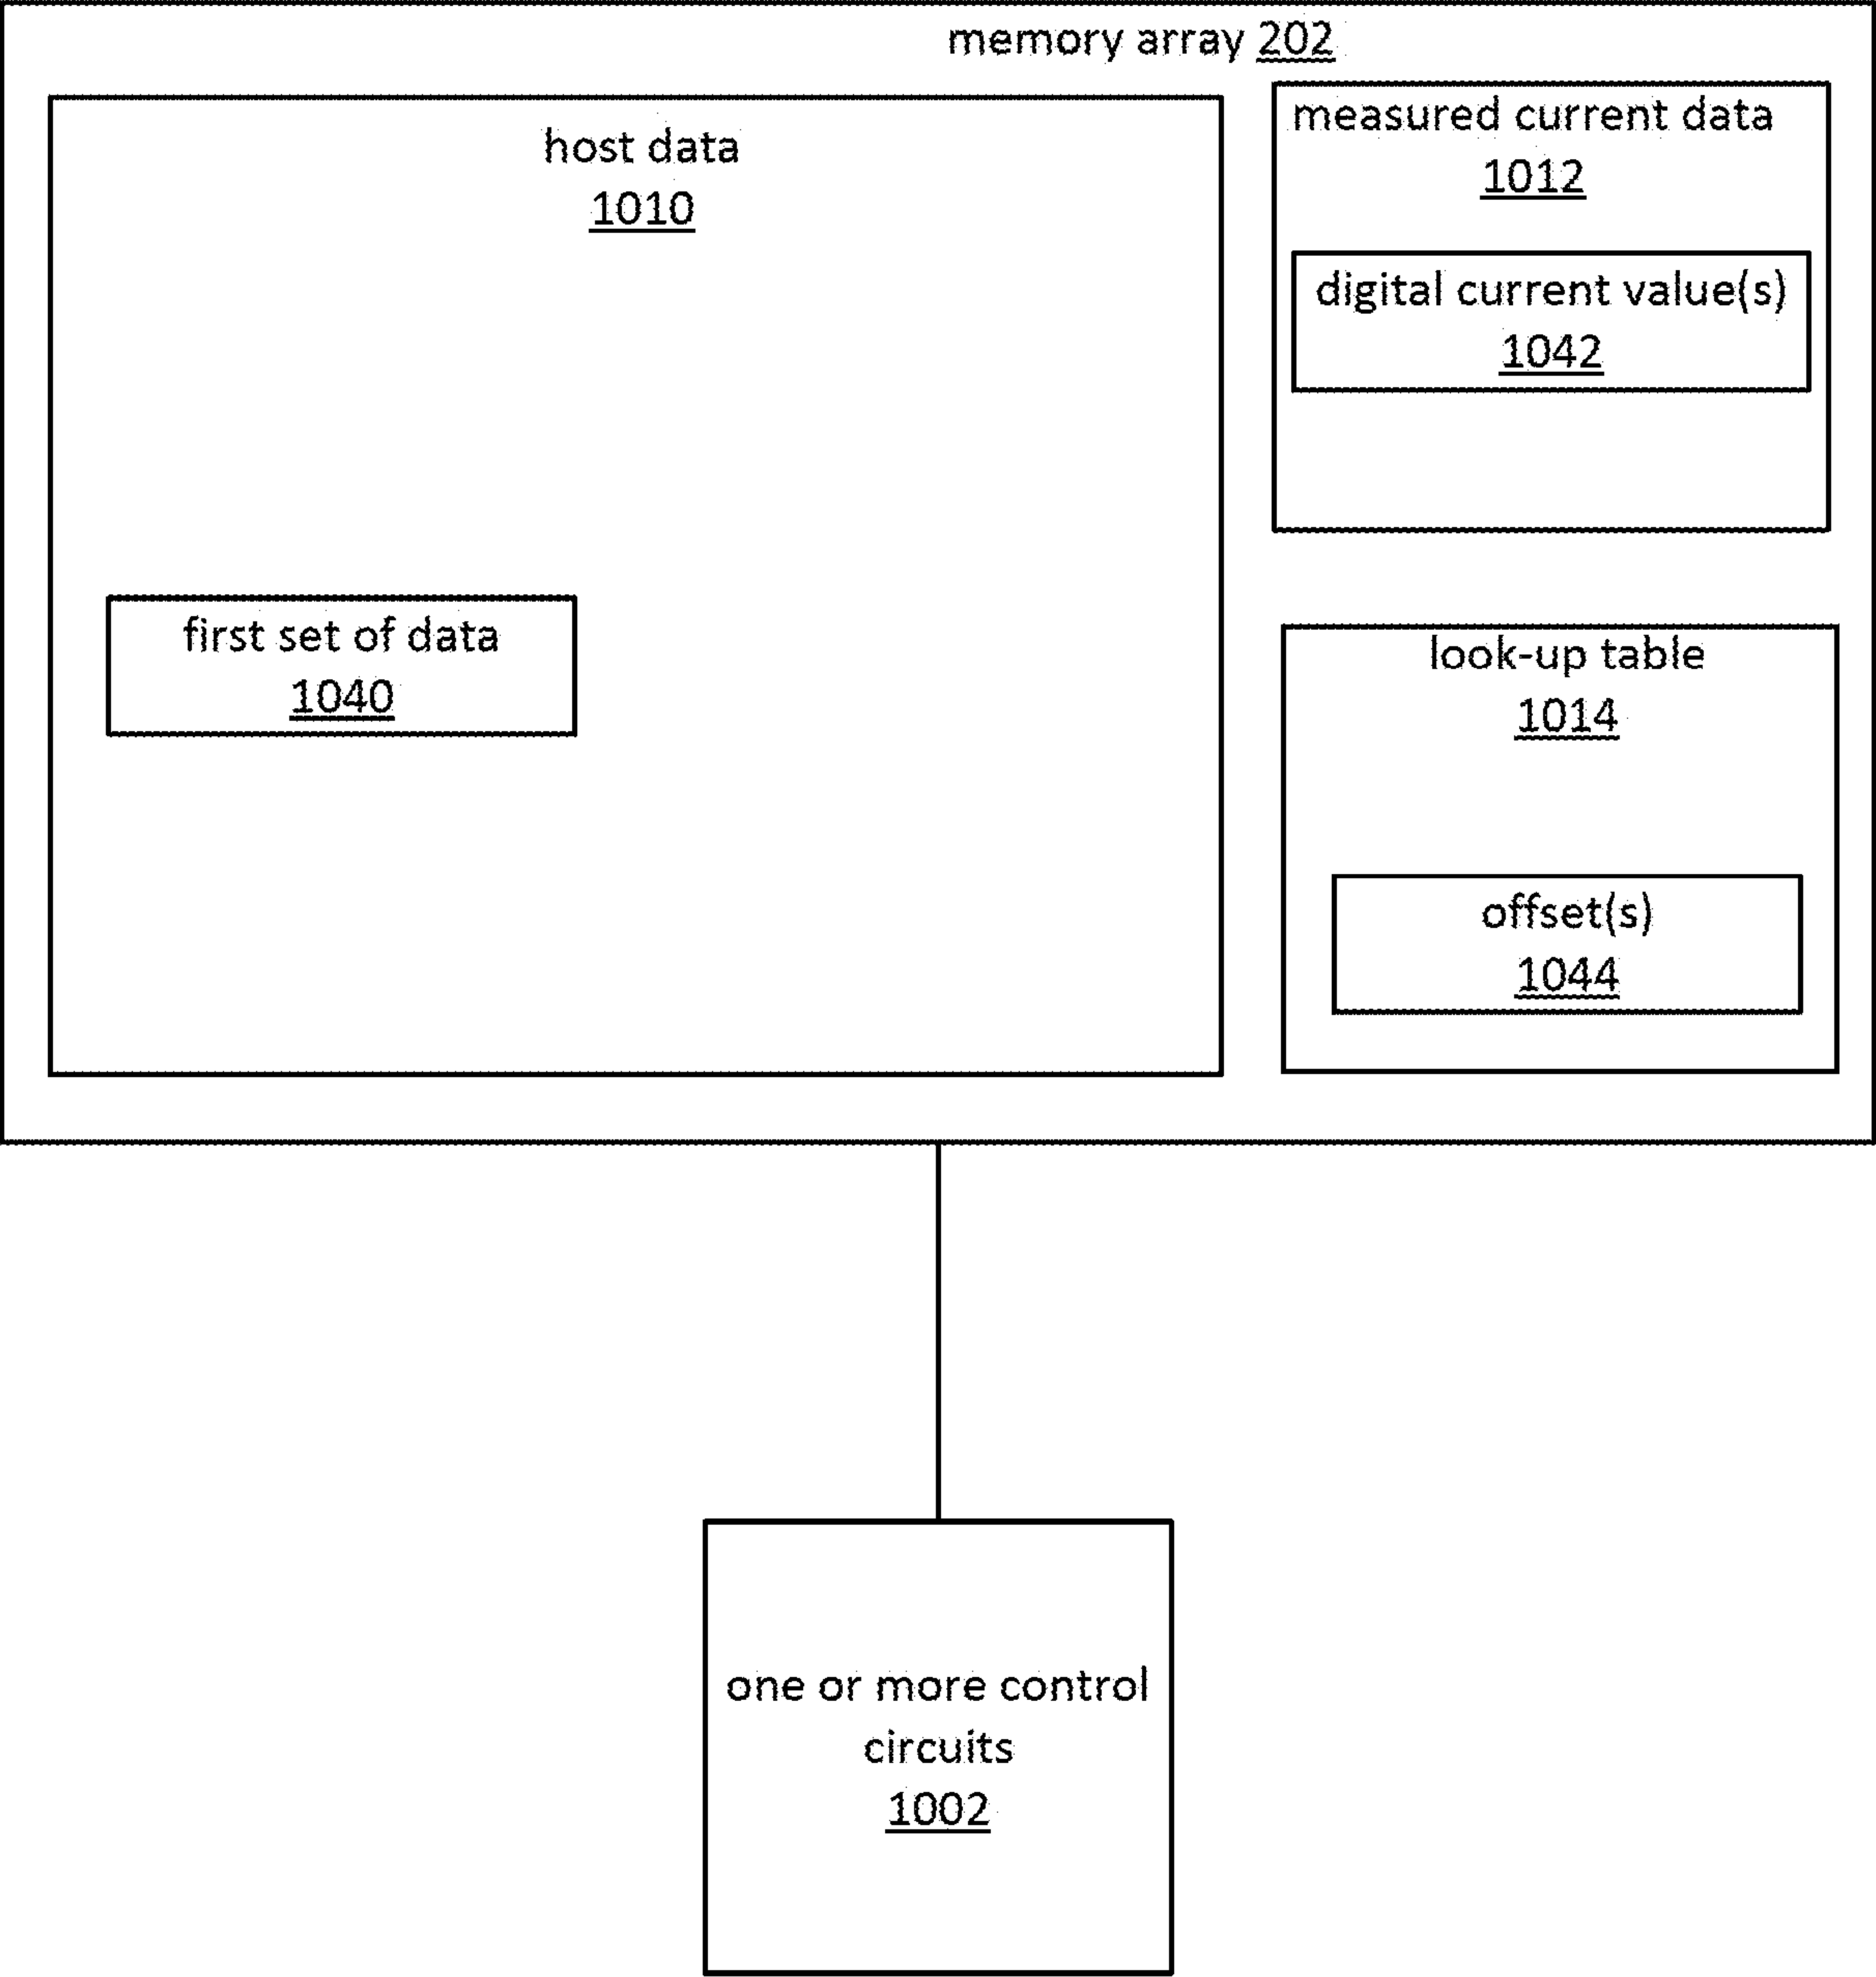 memory array 202
host data
1010
measured current data
1012
digital current value(s)
1042
first set of data
1040
look-up table
1014
offset(s)
1044
one or more control
circuits
1002